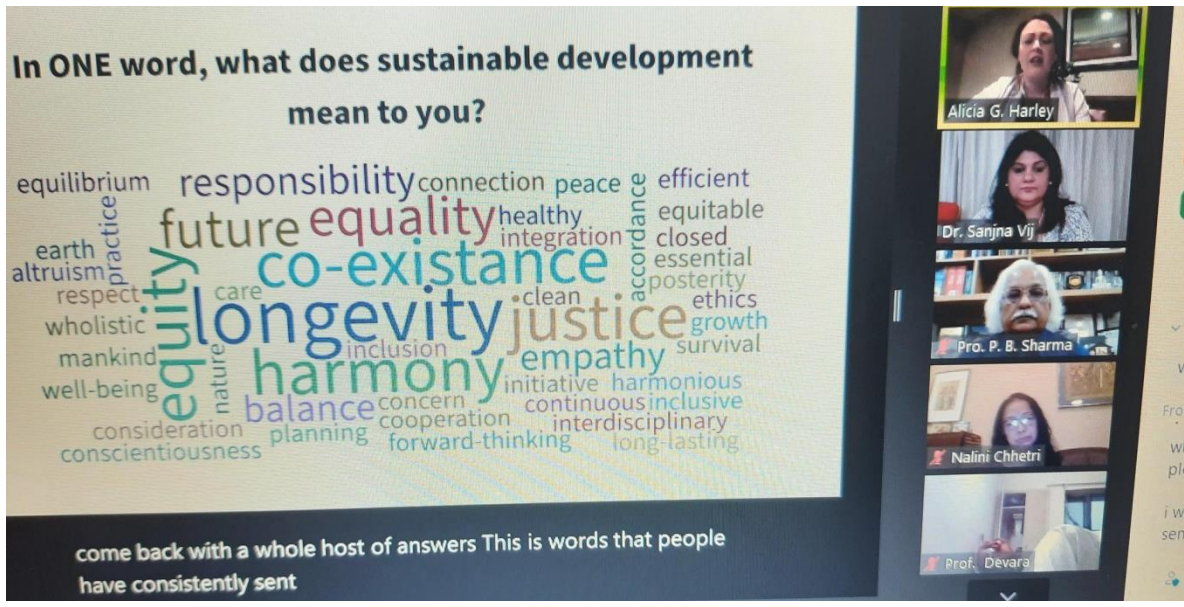 In ONE word, what does sustainable development
mean to you?
equilibrium
responsibility
connection
peace
accordance
efficient
practice
future
equality
healthy
equitable
earth
integration
closed
altruism
equity
co-existance
essential
respect
care
posterity
wholistic
longevity
clean
justice
ethics
growth
mankind
inclusion
empathy
survival
well-being
nature
harmony
initiative
harmonious
balance
concern
continuous
inclusive
consideration
planning
cooperation
interdisciplinary
conscientiousness
forward-thinking
long-lasting
come back with a whole host of answers This is words that people
have consistently sent
Alicia G. Harley
Dr. Sanjna Vij
Pro. P. B. Sharma
Nalini Chhetri
Prof. Devara